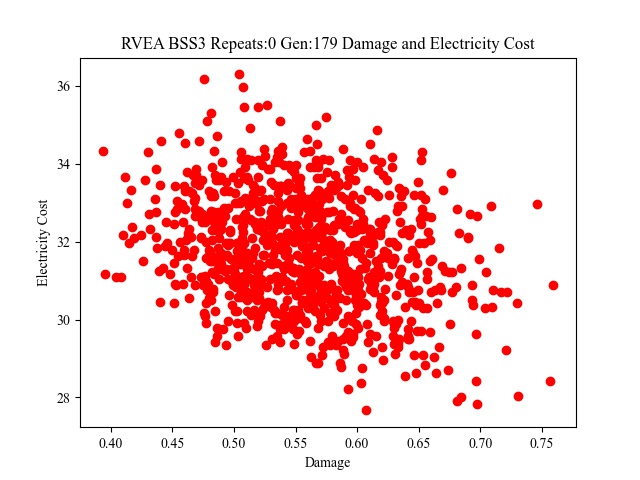 RVEA BSS3 Repeats:0 Gen:179 Damage and Electricity Cost
Electricity Cost
36
34
32
30
28
0.40 0.45 0.50 0.55 0.60 0.65 0.70 0.75
Damage